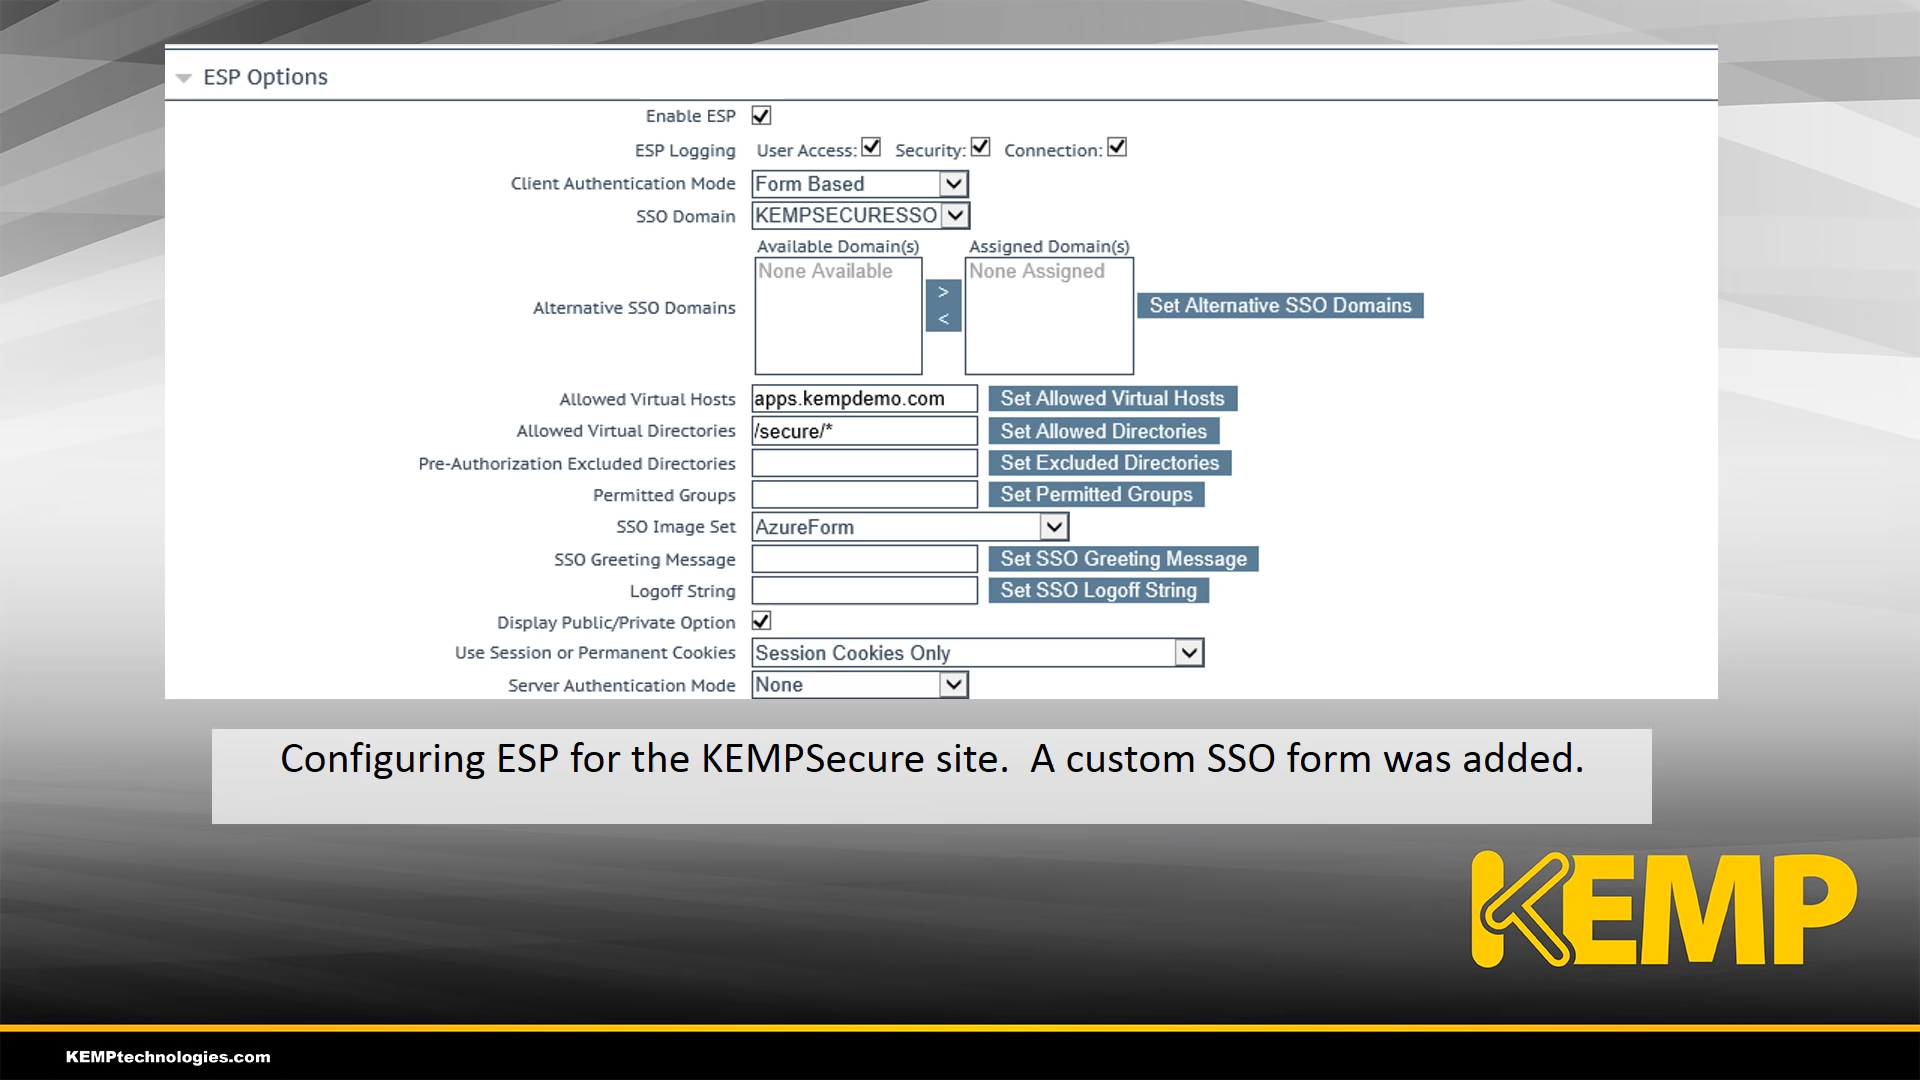 ESP Options
Enable ESP
ESP Logging User Access: Security: Connection:
Client Authentication Mode Form Based
SSO Domain KEMPSECURESSO
Available Domain(s) Assigned Domain(s)
None Available None Assigned
>
Alternative SSO Domains Set Alternative SSO Domains
<
Allowed Virtual Hosts apps.kempdemo.com Set Allowed Virtual Hosts
Allowed Virtual Directories /secure/* Set Allowed Directories
Pre-Authorization Excluded Directories Set Excluded Directories
Permitted Groups Set Permitted Groups
SSO Image Set AzureForm
SSO Greeting Message Set SSO Greeting Message
Logoff String Set SSO Logoff String
Display Public/Private Option
Use Session or Permanent Cookies Session Cookies Only
Server Authentication Mode None
Configuring ESP for the KEMPSecure site. A custom SSO form was added.
KEMP
KEMPtechnologies.com